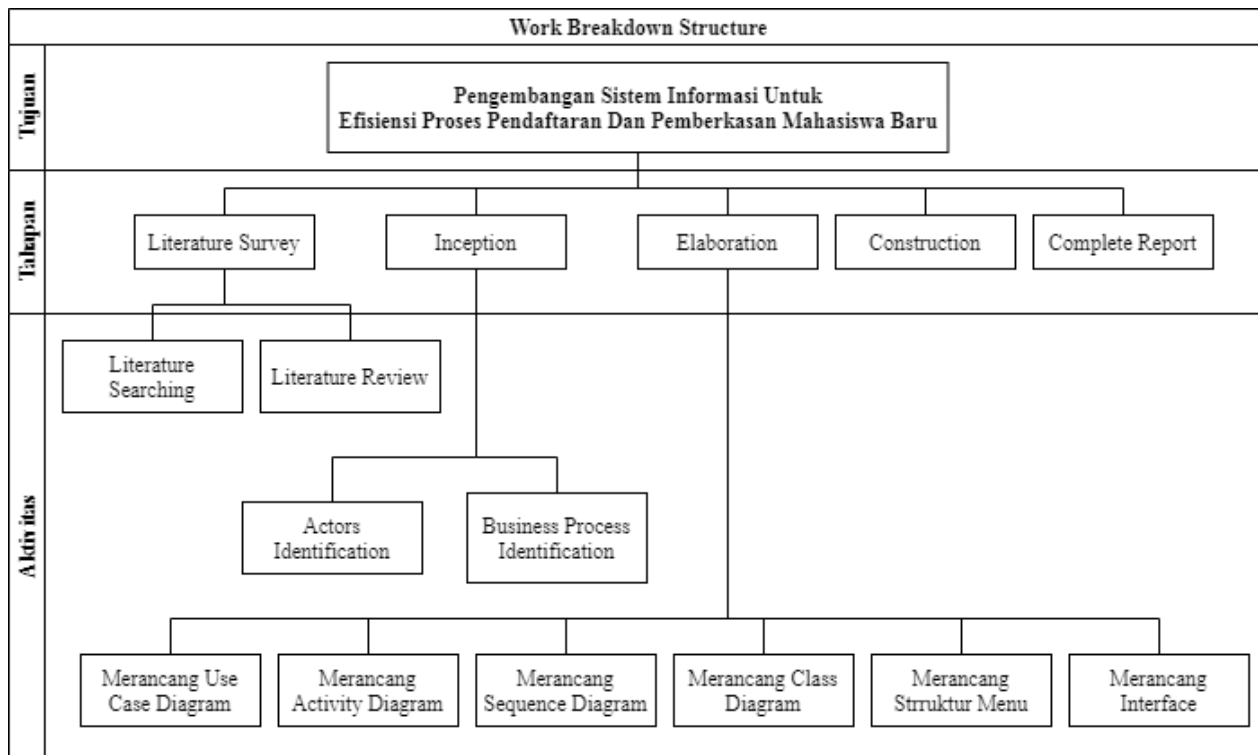 Work Breakdown Structure
Tujuan
Pengembangan Sistem Informasi Untuk
Efisiensi Proses Pendaftaran Dan Pemberkasan Mahasiswa Baru
Tahapan
Literature Survey
Inception
Elaboration
Construction
Complete Report
Aktivitas
Literature
Searching
Literature Review
Actors
Identification
Business Process
Identification
Merancang Use
Case Diagram
Merancang
Activity Diagram
Merancang
Sequence Diagram
Merancang Class
Diagram
Merancang
Strruktur Menu
Merancang
Interface